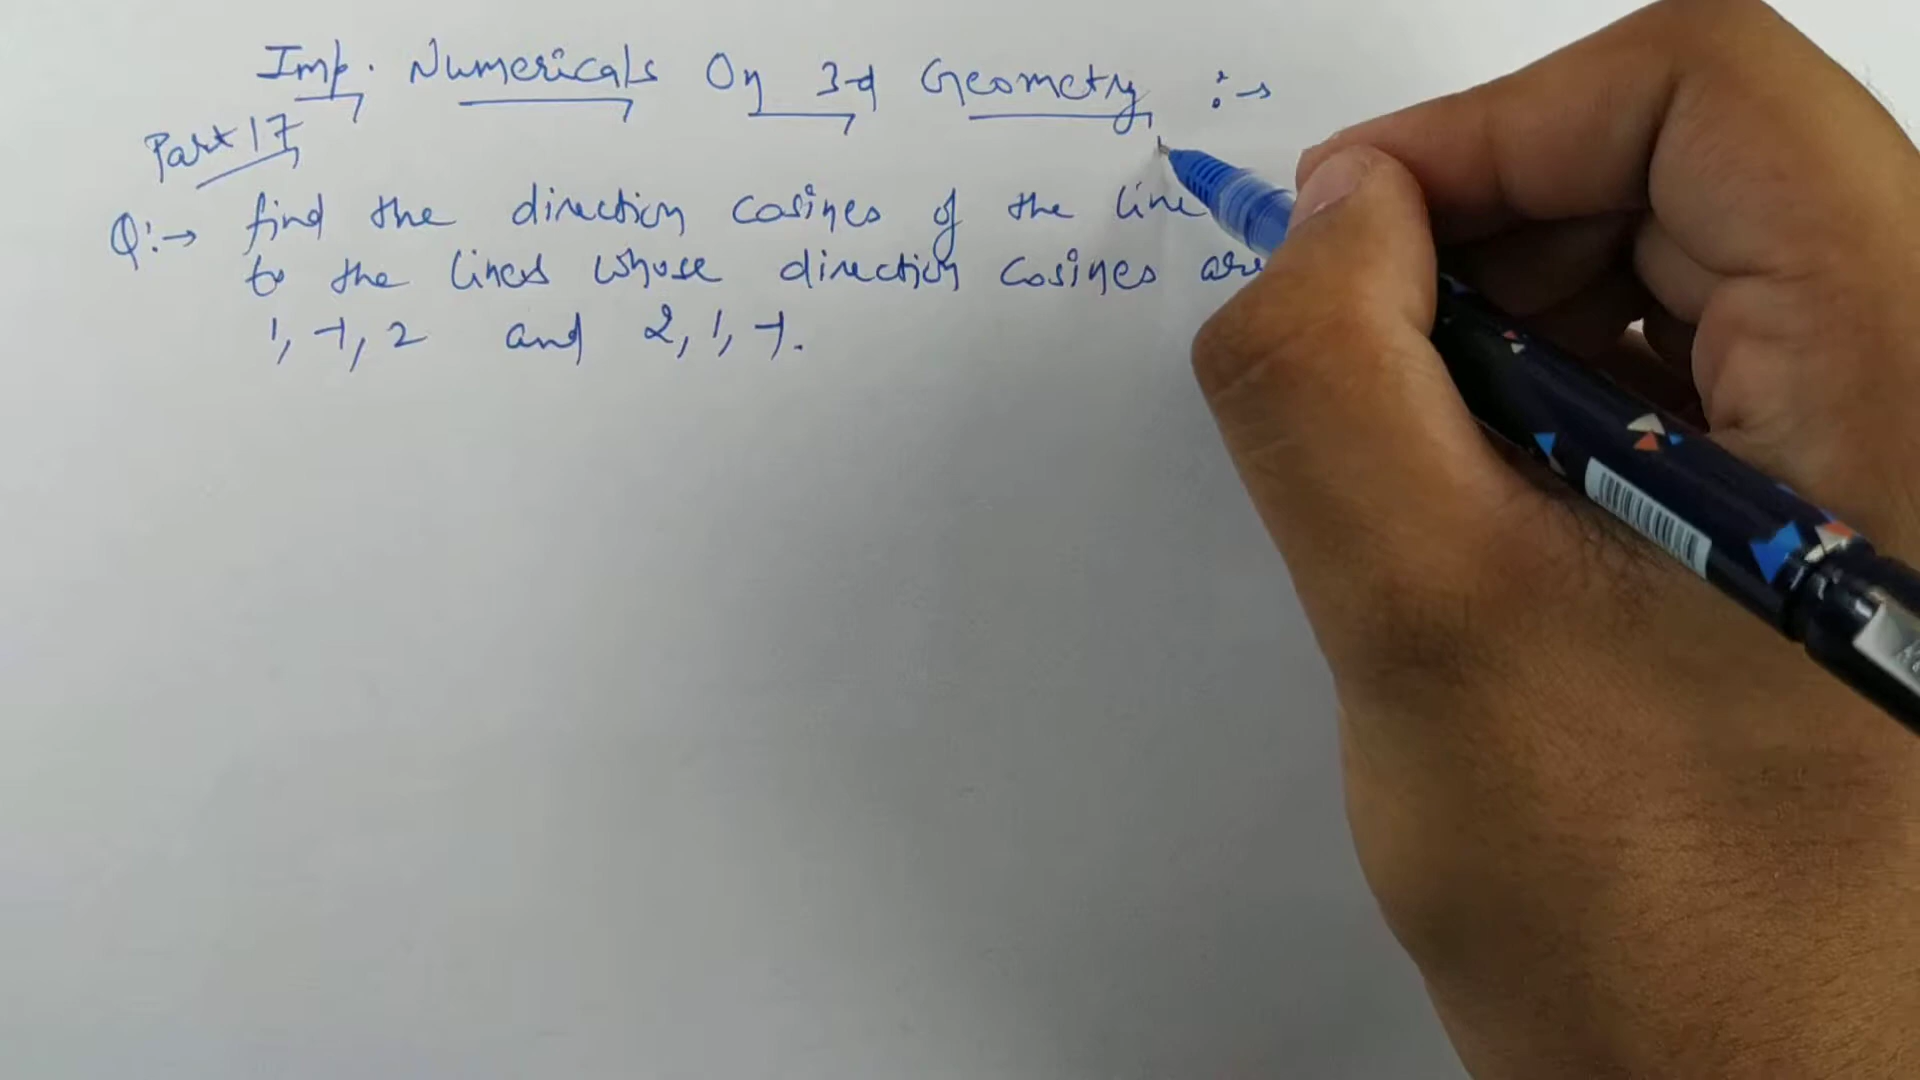 Imp. Numericals On 3-d Geometry :→
Part 17
Q:→ find the direction cosines of the line
to the lines whose direction cosines are
1, -1, 2 and 2, 1, -1.